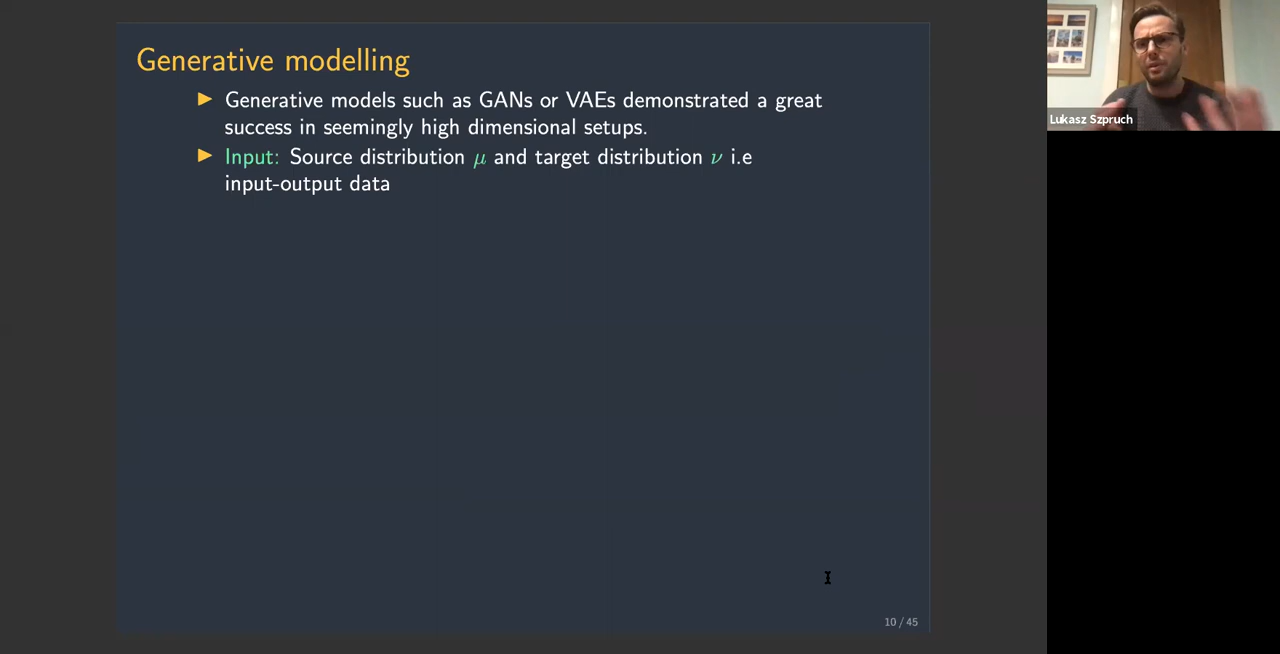 Generative modelling
▶ Generative models such as GANs or VAEs demonstrated a great
success in seemingly high dimensional setups.
▶ Input: Source distribution μ and target distribution ν i.e
input-output data
10 / 45
Lukasz Szpruch